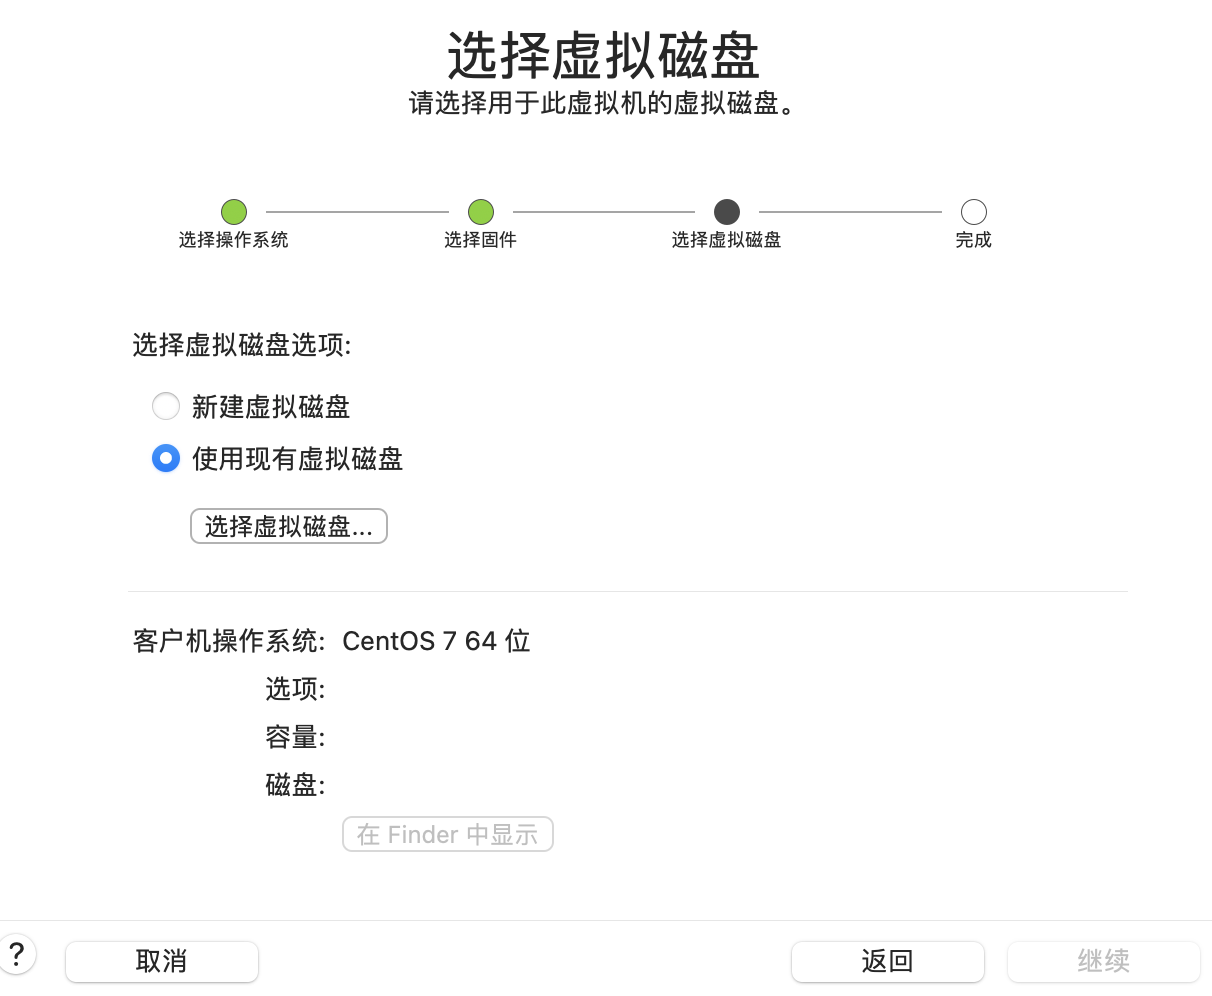 选择虚拟磁盘
请选择用于此虚拟机的虚拟磁盘。
选择操作系统
选择固件
选择虚拟磁盘
完成
选择虚拟磁盘选项:
新建虚拟磁盘
使用现有虚拟磁盘
选择虚拟磁盘...
客户机操作系统: CentOS 7 64 位
选项:
容量:
磁盘:
在 Finder 中显示
? 取消 返回 继续